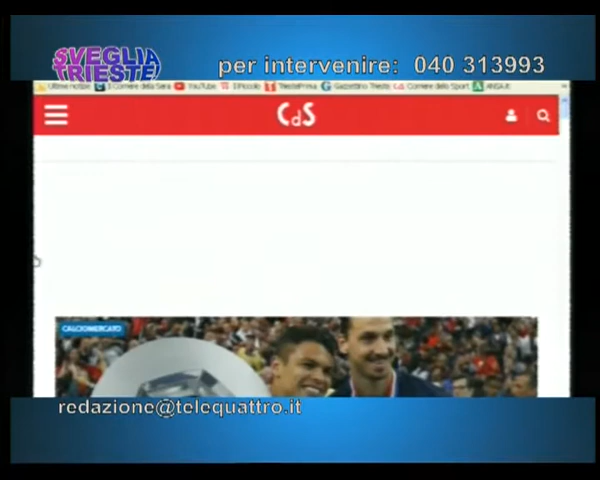 SVEGLIA
TRIESTE!
per intervenire: 040 313993
Ultime notizie Il Corriere della Sera YouTube Il Piccolo TriestePrima Gazzettino Trieste Corriere dello Sport ANSA.it
CdS
CALCIOMERCATO
redazione@telequattro.it